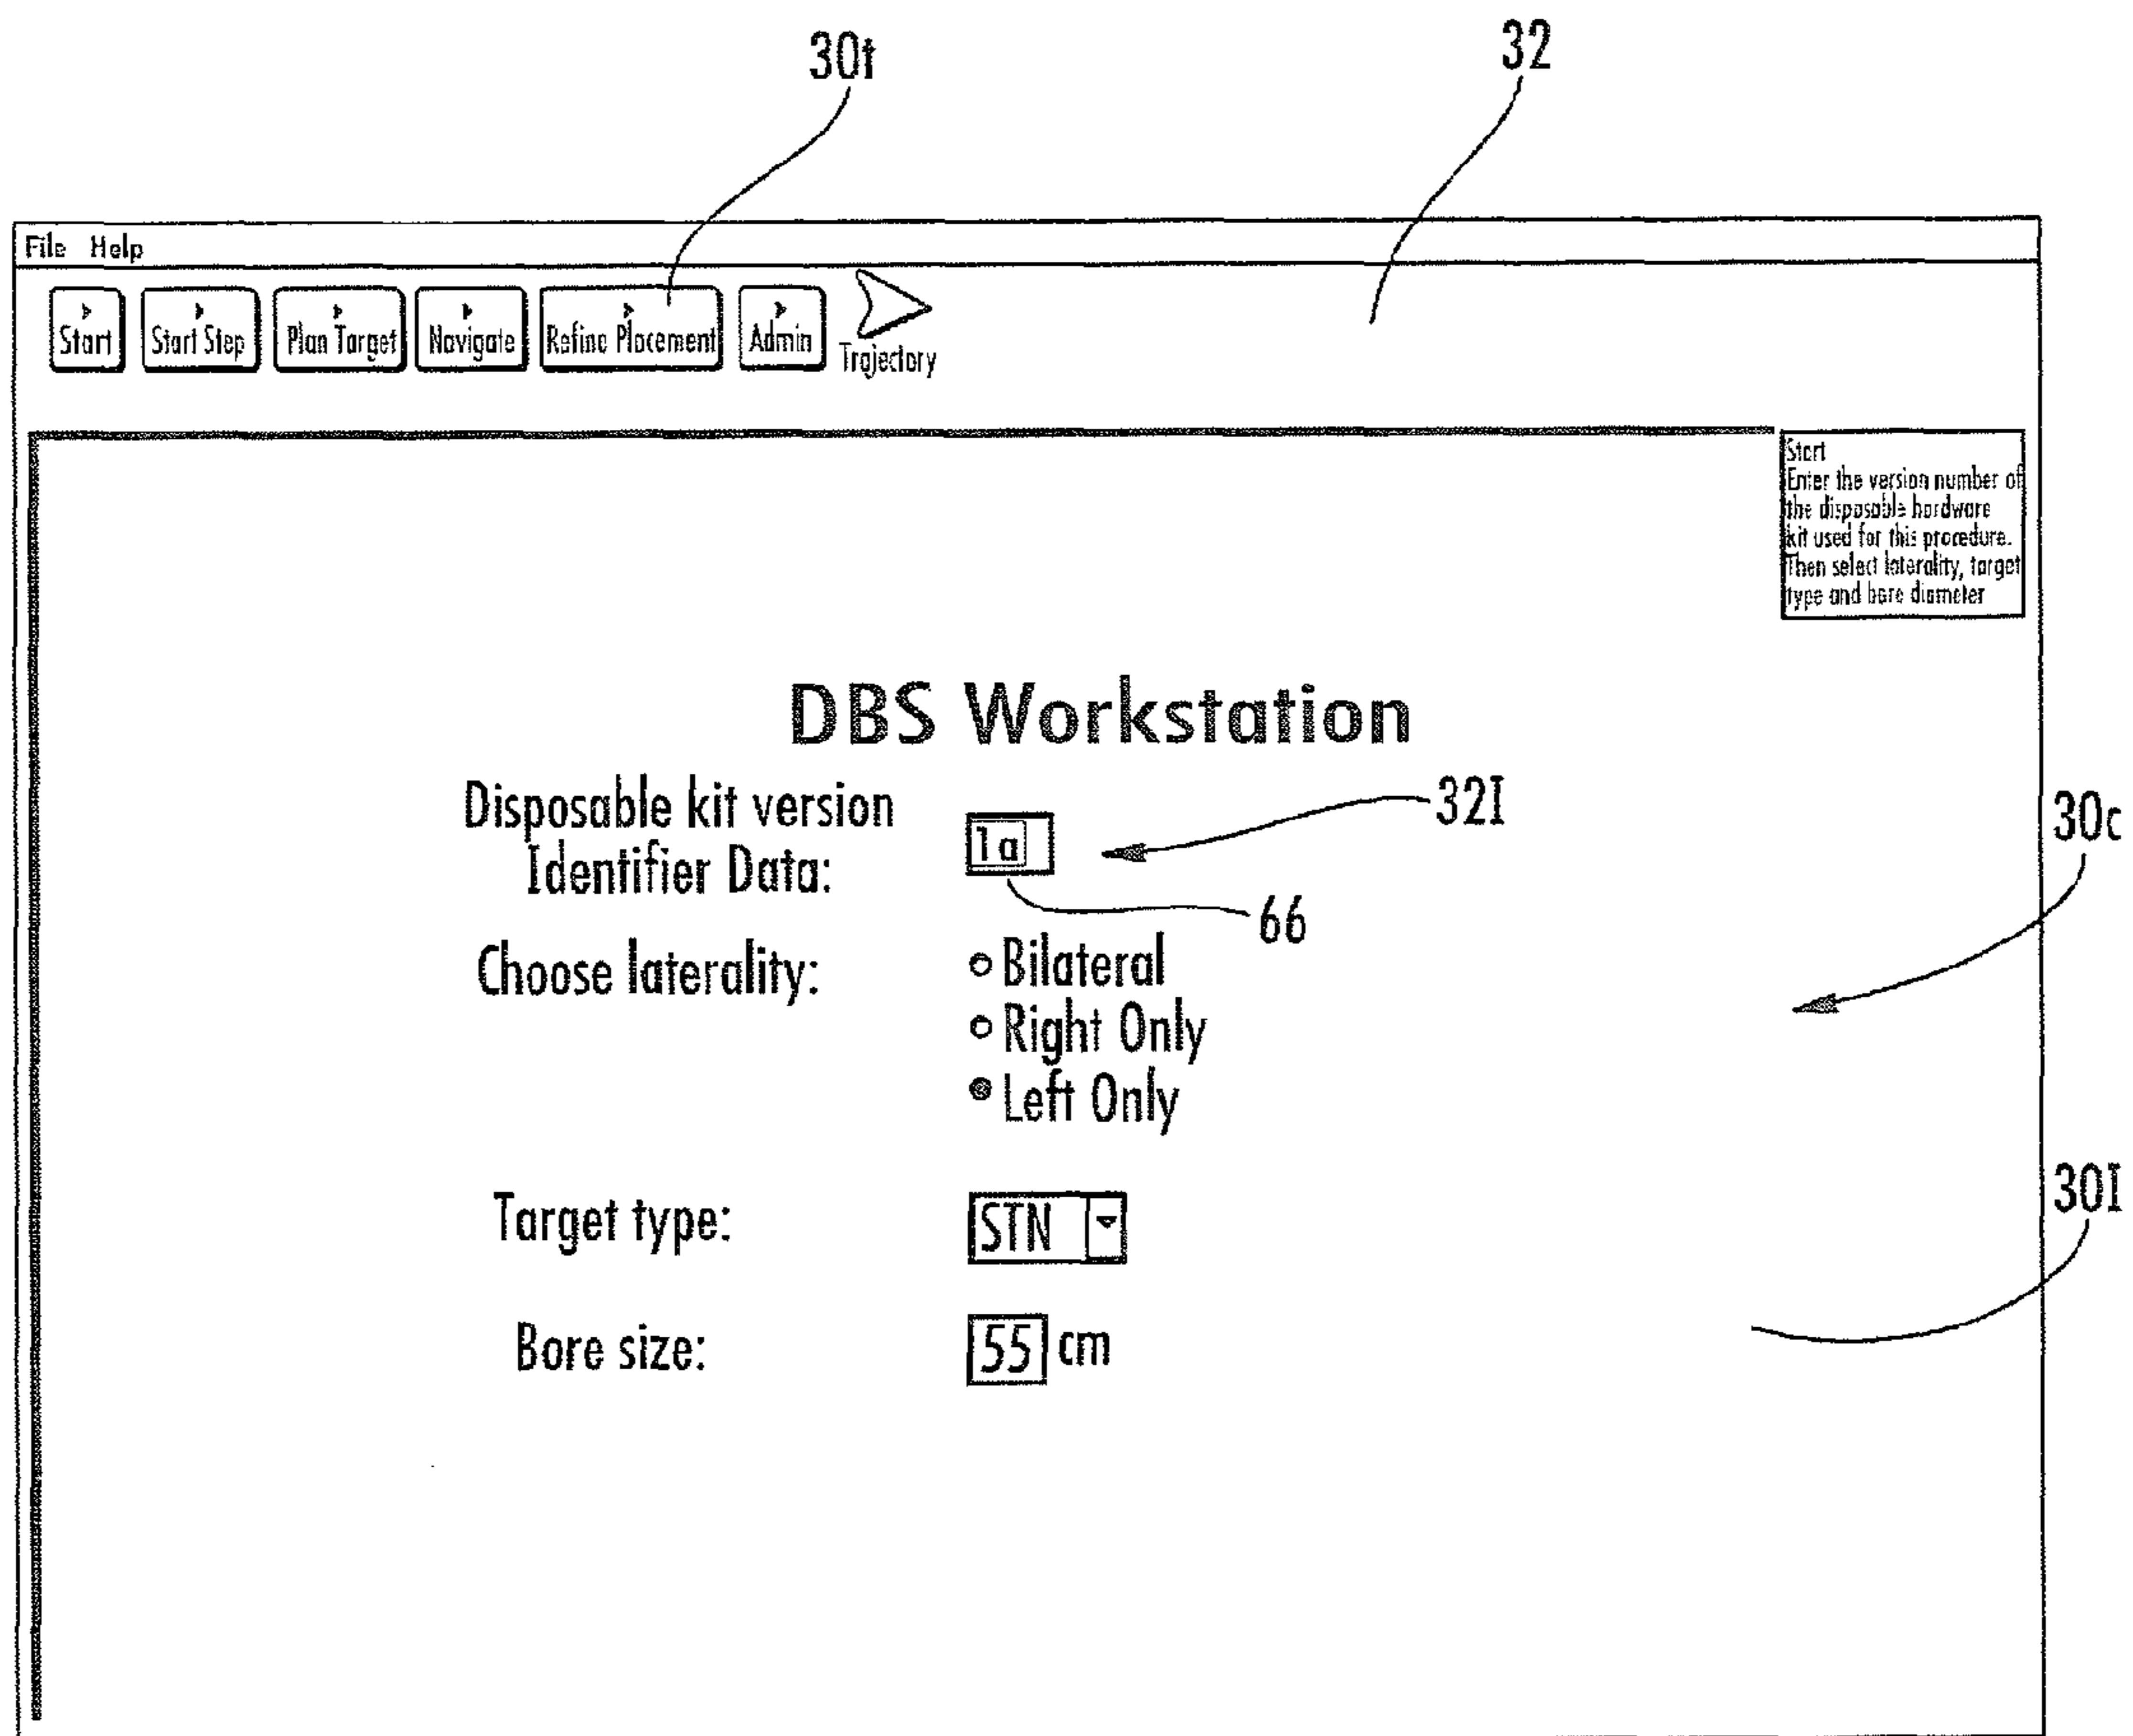 30t
32
File Help
Start
Start Step
Plan Target
Navigate
Refine Placement
Admin
Trajectory
Start
Enter the version number of
the disposable hardware
kit used for this procedure.
Then select laterality, target
type and bore diameter
DBS Workstation
Disposable kit version
Identifier Data:
1a
32I
66
30c
Choose laterality:
Bilateral
Right Only
Left Only
Target type:
STN
30I
Bore size:
55 cm